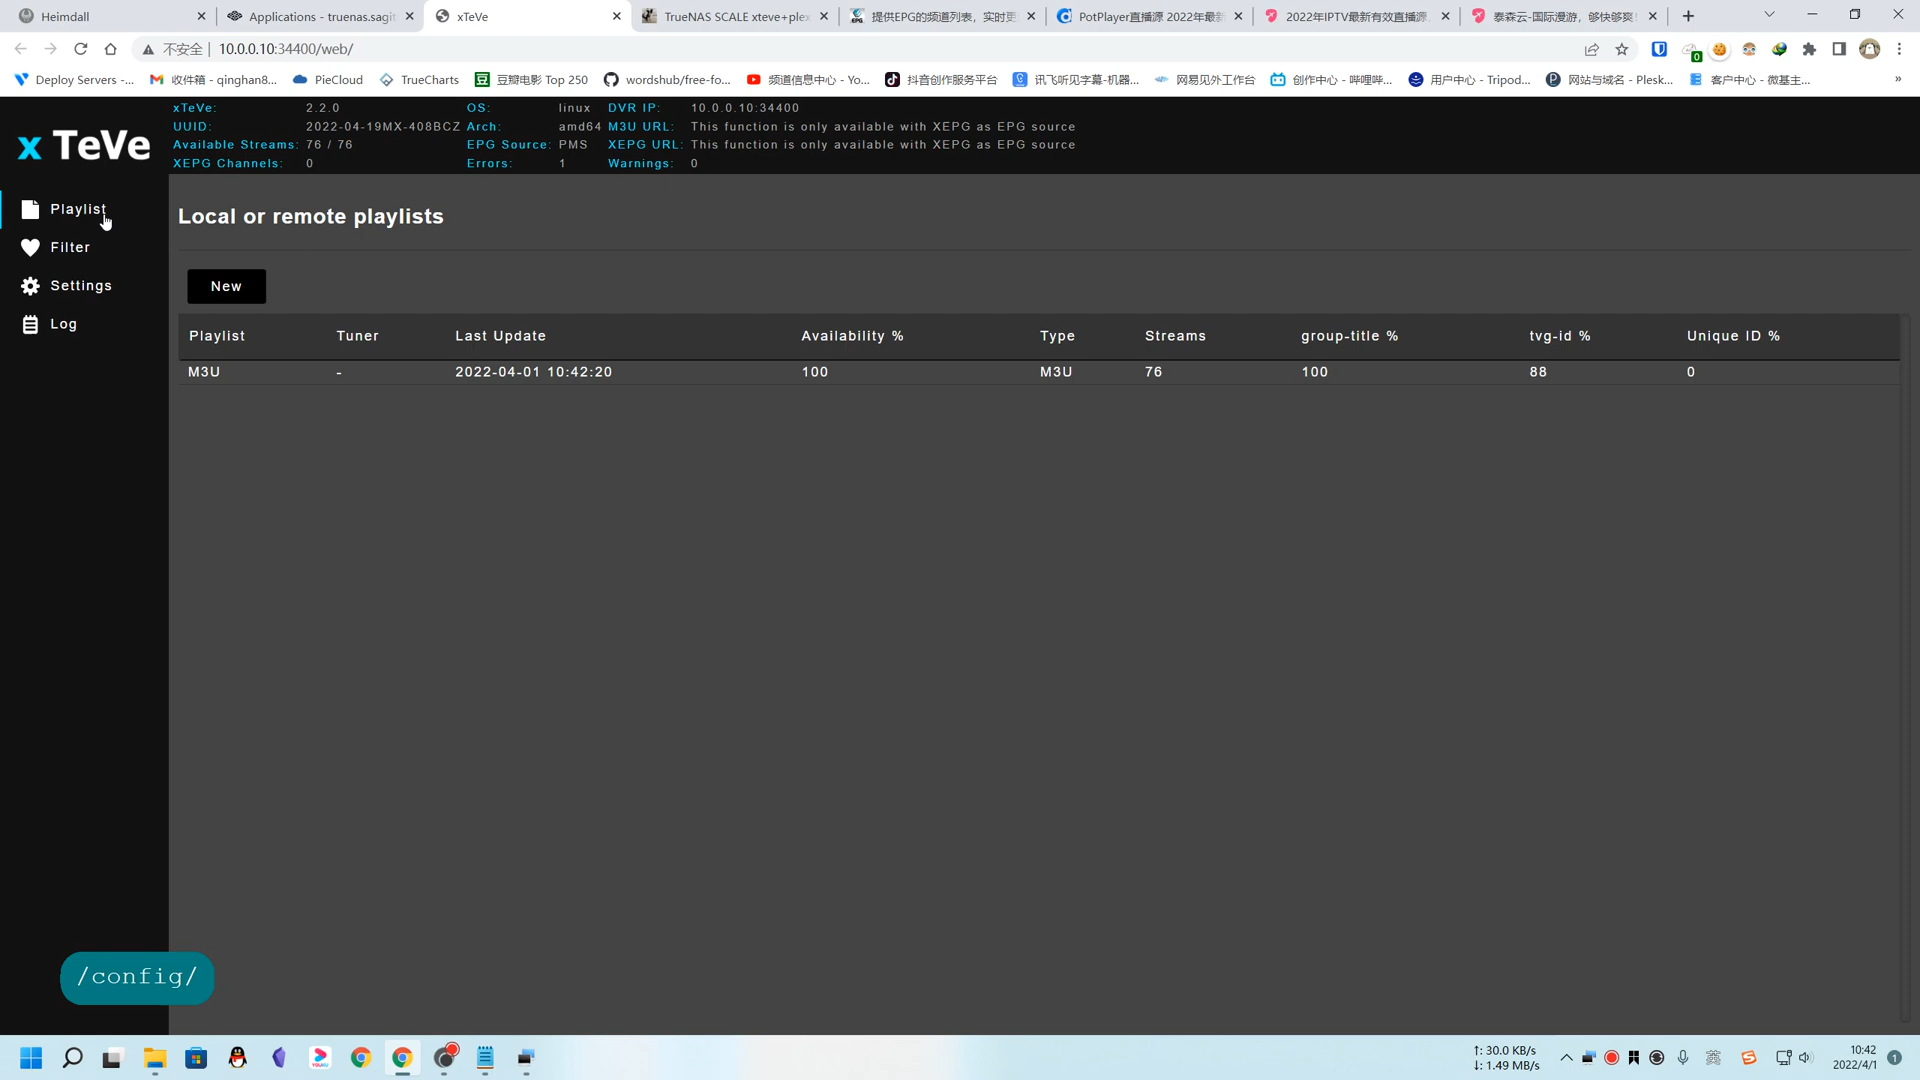 Heimdall
Applications - truenas.sagit
xTeVe
TrueNAS SCALE xteve+plex
提供EPG的频道列表，实时更
PotPlayer直播源 2022年最新
2022年IPTV最新有效直播源
泰森云-国际漫游，够快够爽
不安全 | 10.0.0.10:34400/web/
Deploy Servers -...
收件箱 - qinghan8...
PieCloud
TrueCharts
豆瓣电影 Top 250
wordshub/free-fo...
频道信息中心 - Yo...
抖音创作服务平台
讯飞听见字幕-机器...
网易见外工作台
创作中心 - 哔哩哔...
用户中心 - Tripod...
网站与域名 - Plesk...
客户中心 - 微基主...
»
x TeVe
xTeVe: 2.2.0 OS: linux DVR IP: 10.0.0.10:34400
UUID: 2022-04-19MX-408BCZ Arch: amd64 M3U URL: This function is only available with XEPG as EPG source
Available Streams: 76 / 76 EPG Source: PMS XEPG URL: This function is only available with XEPG as EPG source
XEPG Channels: 0 Errors: 1 Warnings: 0
Playlist
Filter
Settings
Log
Local or remote playlists
New
Playlist Tuner Last Update Availability % Type Streams group-title % tvg-id % Unique ID %
M3U - 2022-04-01 10:42:20 100 M3U 76 100 88 0
/config/
YOUKU
↑: 30.0 KB/s
↓: 1.49 MB/s
英
10:42
2022/4/1
1